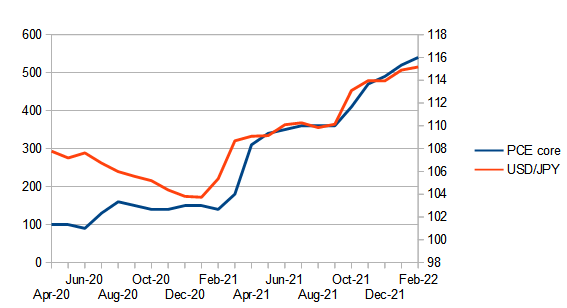 600
500
400
300
200
100
0
118
116
114
112
110
108
106
104
102
100
98
PCE core
USD/JPY
Jun-20
Oct-20
Feb-21
Jun-21
Oct-21
Feb-22
Apr-20
Aug-20
Dec-20
Apr-21
Aug-21
Dec-21